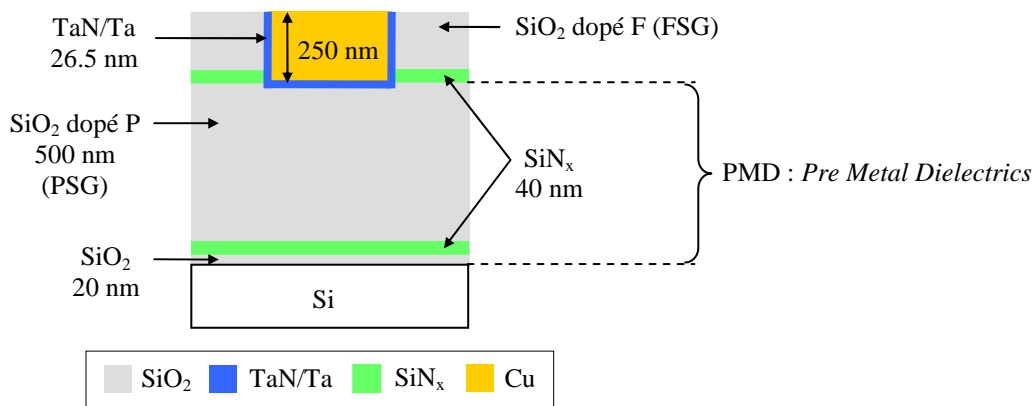 TaN/Ta
26.5 nm
250 nm
SiO₂ dopé F (FSG)
SiO₂ dopé P
500 nm
(PSG)
SiNₓ
40 nm
PMD : Pre Metal Dielectrics
SiO₂
20 nm
Si
SiO₂ TaN/Ta SiNₓ Cu